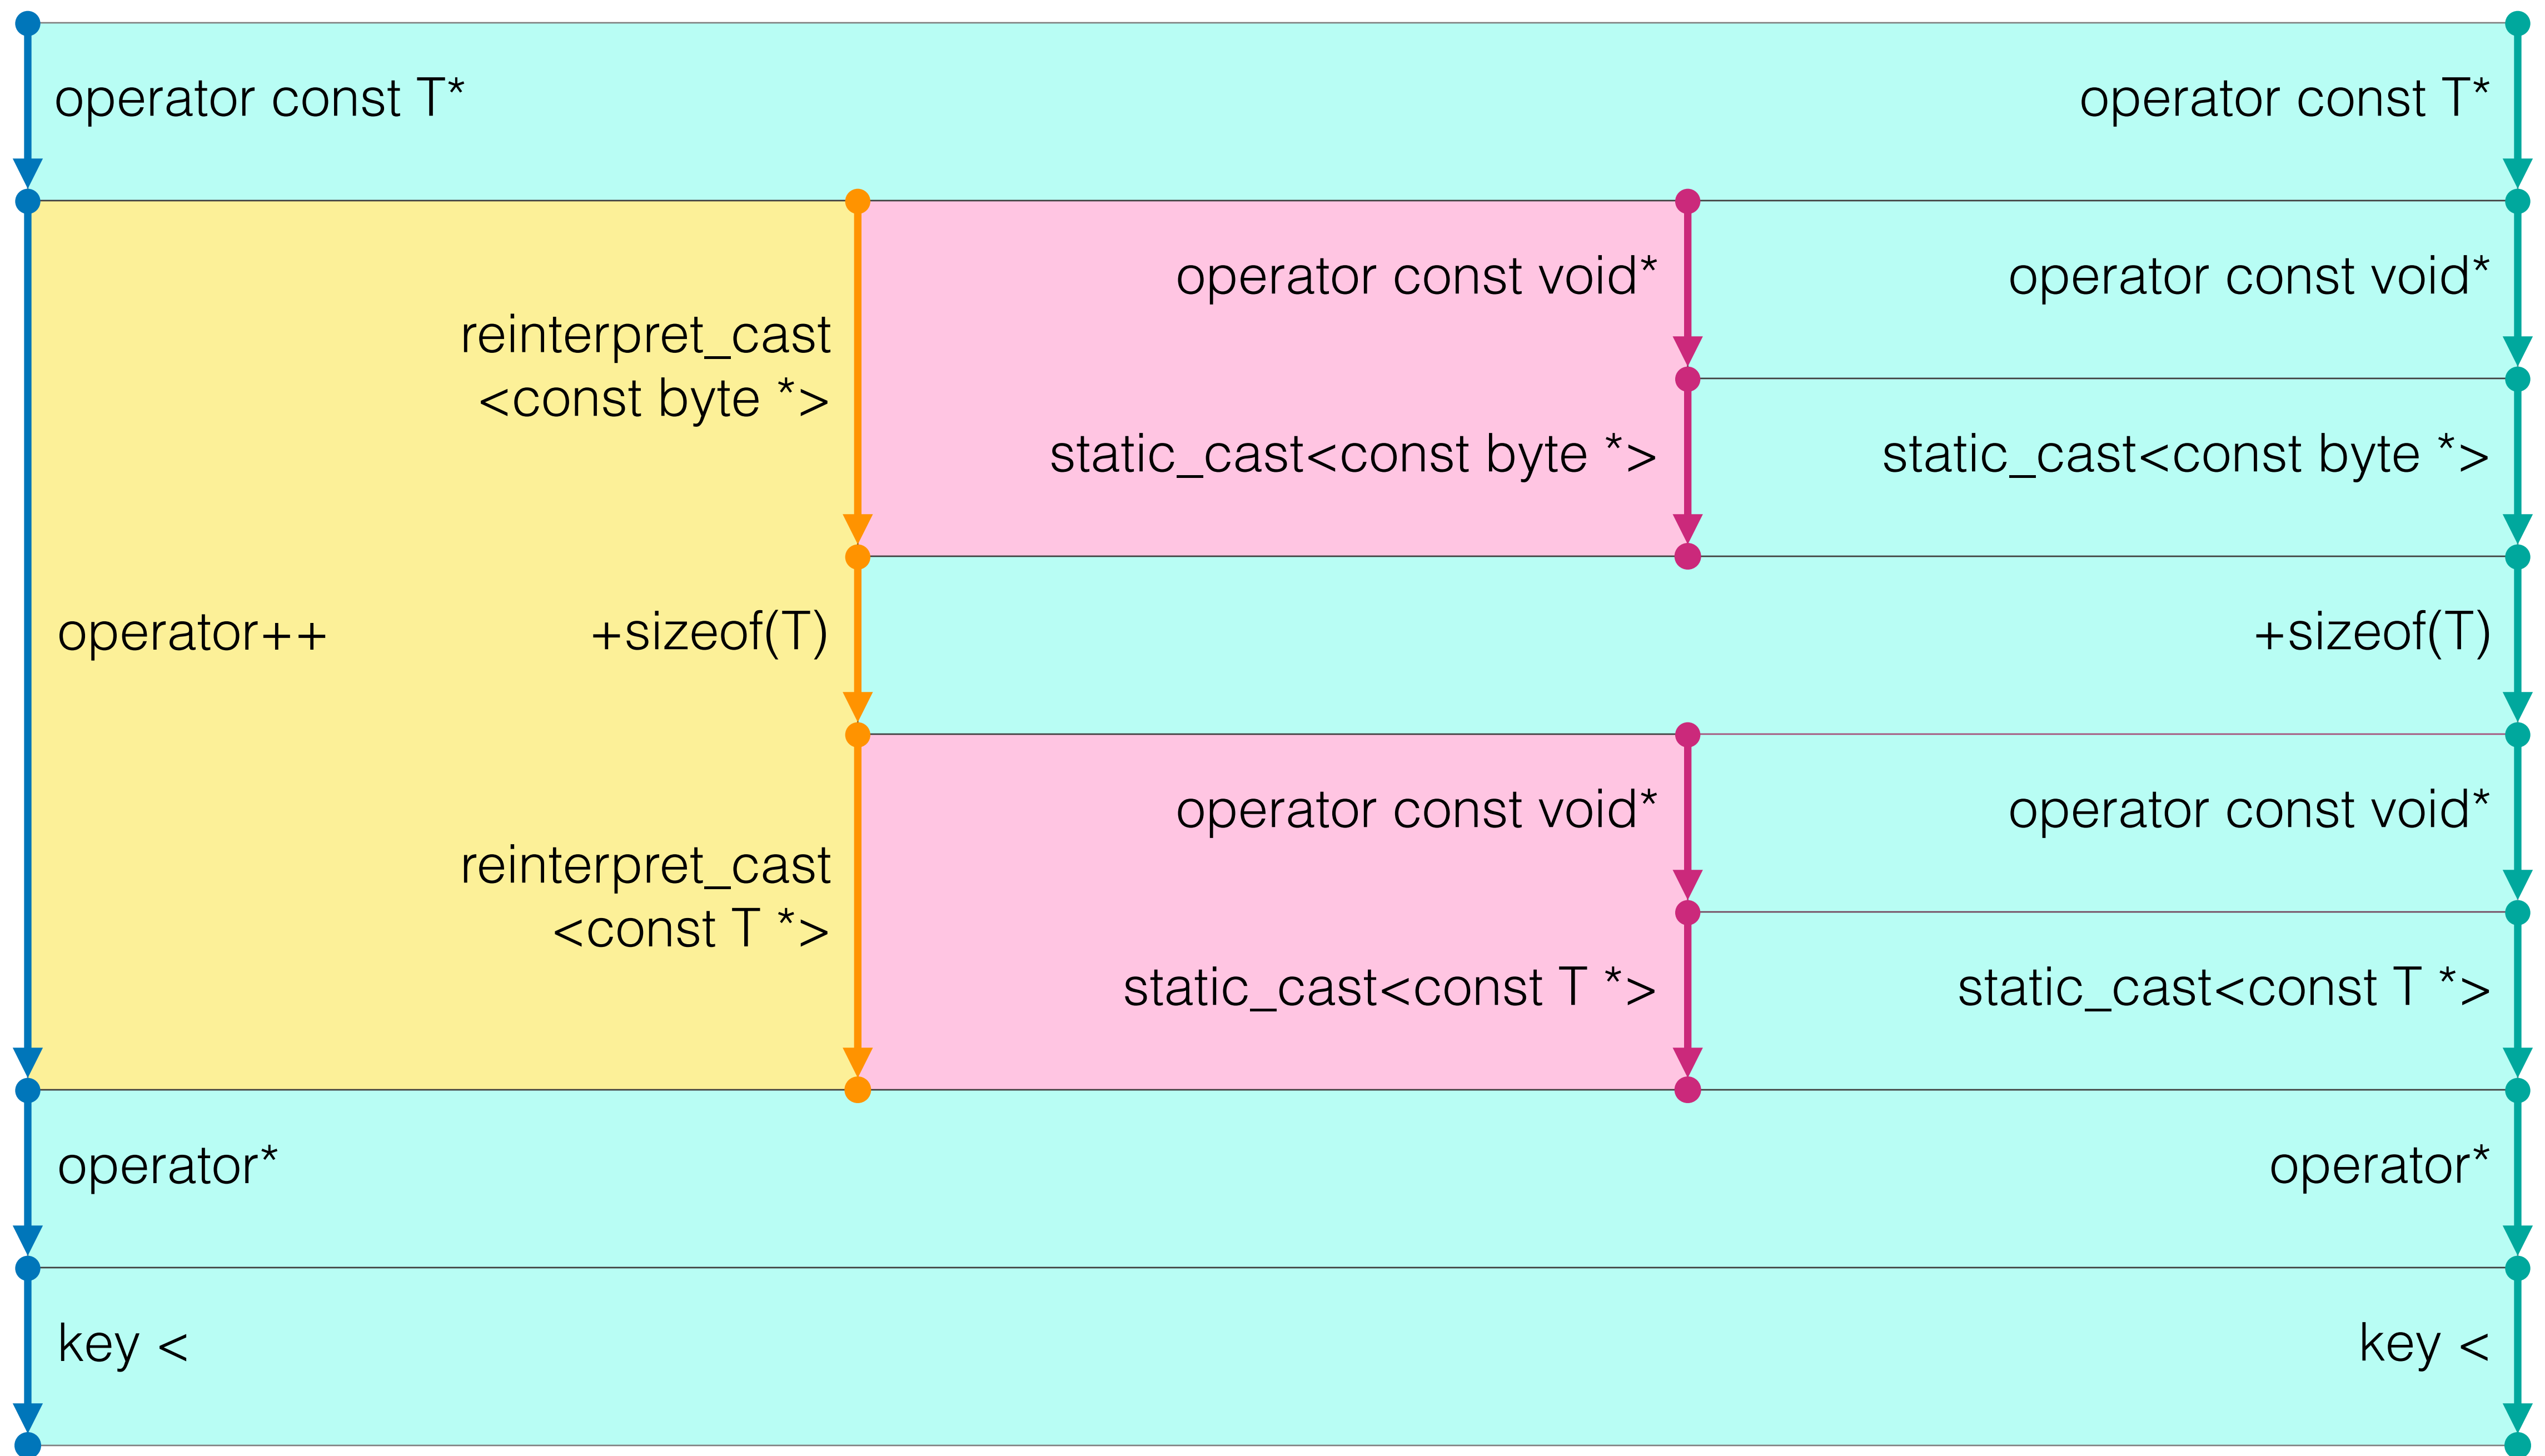 operator const T*
operator const T*
operator const void*
operator const void*
reinterpret_cast
<const byte *>
static_cast<const byte *>
static_cast<const byte *>
operator++
+sizeof(T)
+sizeof(T)
operator const void*
operator const void*
reinterpret_cast
<const T *>
static_cast<const T *>
static_cast<const T *>
operator*
operator*
key <
key <